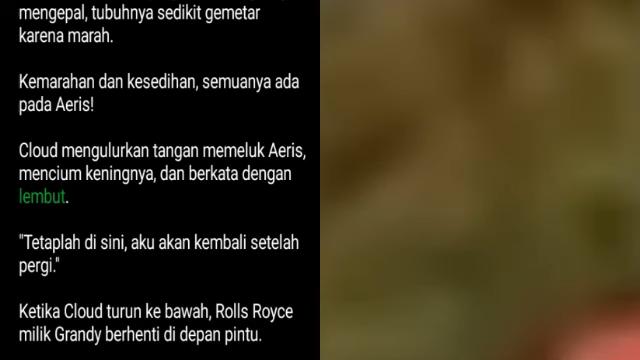 mengepal, tubuhnya sedikit gemetar
karena marah.
Kemarahan dan kesedihan, semuanya ada
pada Aeris!
Cloud mengulurkan tangan memeluk Aeris,
mencium keningnya, dan berkata dengan
lembut.
"Tetaplah di sini, aku akan kembali setelah
pergi."
Ketika Cloud turun ke bawah, Rolls Royce
milik Grandy berhenti di depan pintu.